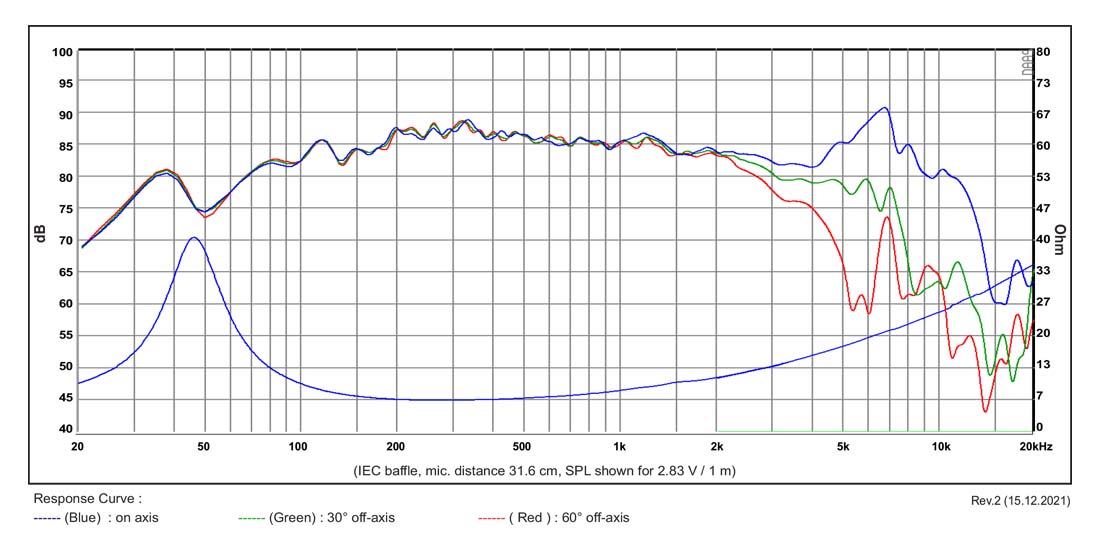 100 80
95 73
90 67
85 60
80 53
75 47
70 40
dB Ohm
65 33
60 27
55 20
50 13
45 7
40 0
20 50 100 200 500 1k 2k 5k 10k 20kHz
(IEC baffle, mic. distance 31.6 cm, SPL shown for 2.83 V / 1 m)
Response Curve :
Rev.2 (15.12.2021)
------ (Blue) : on axis ------ (Green) : 30° off-axis ------ ( Red ) : 60° off-axis